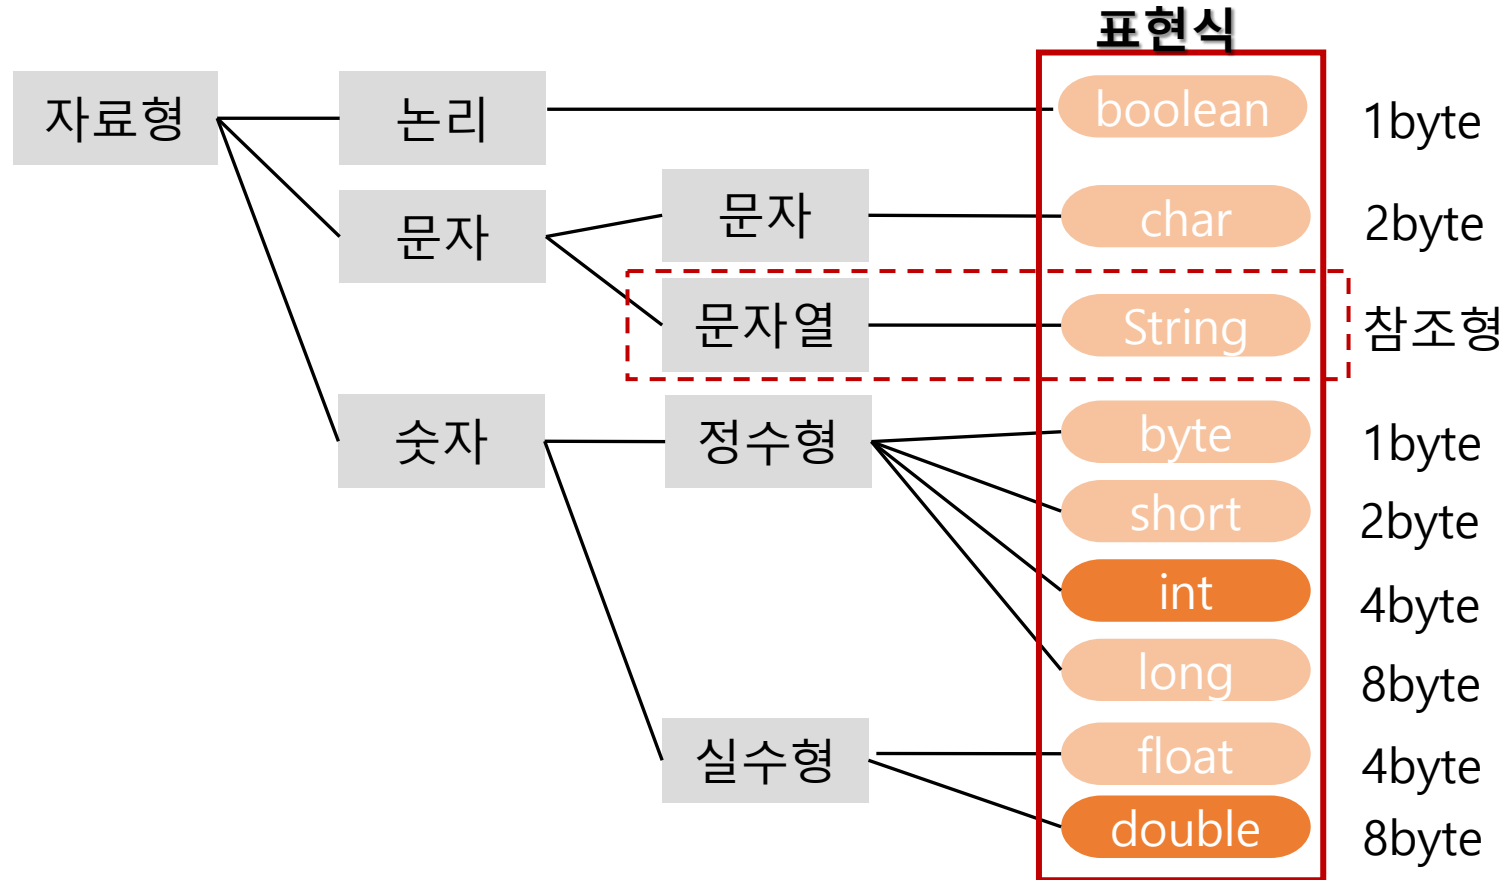 표현식
자료형
논리
boolean
1byte
문자
문자
char
2byte
문자열
String
참조형
숫자
정수형
byte
1byte
short
2byte
int
4byte
long
8byte
실수형
float
4byte
double
8byte